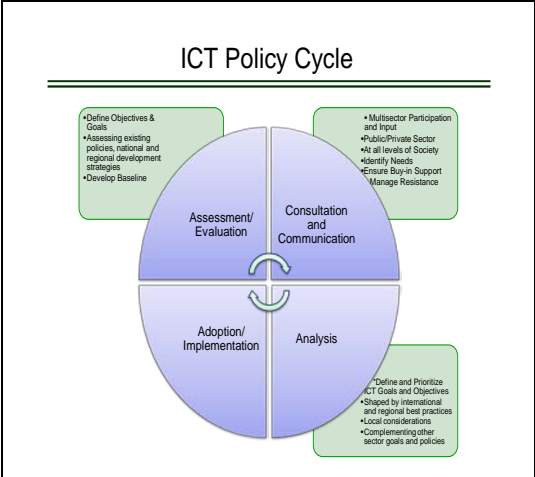 ICT Policy Cycle
•Define Objectives &
Goals
•Assessing existing
policies, national and
regional development
strategies
•Develop Baseline
• Multisector Participation
and Input
•Public/Private Sector
•At all levels of Society
•Identify Needs
•Ensure Buy-in Support
Manage Resistance
Assessment/
Evaluation
Consultation
and
Communication
Adoption/
Implementation
Analysis
*Define and Prioritize
ICT Goals and Objectives
•Shaped by international
and regional best practices
•Local considerations
•Complementing other
sector goals and policies